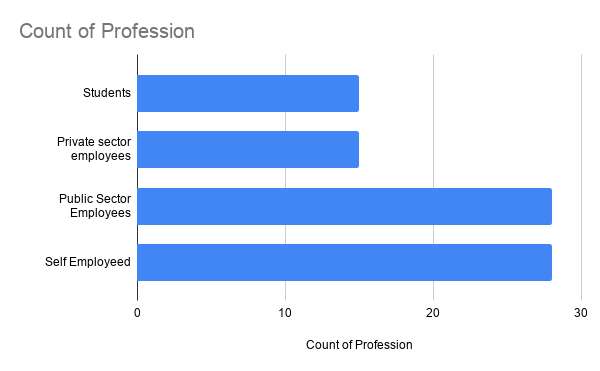 Count of Profession
Students
Private sector
employees
Public Sector
Employees
Self Employeed
0 10 20 30
Count of Profession